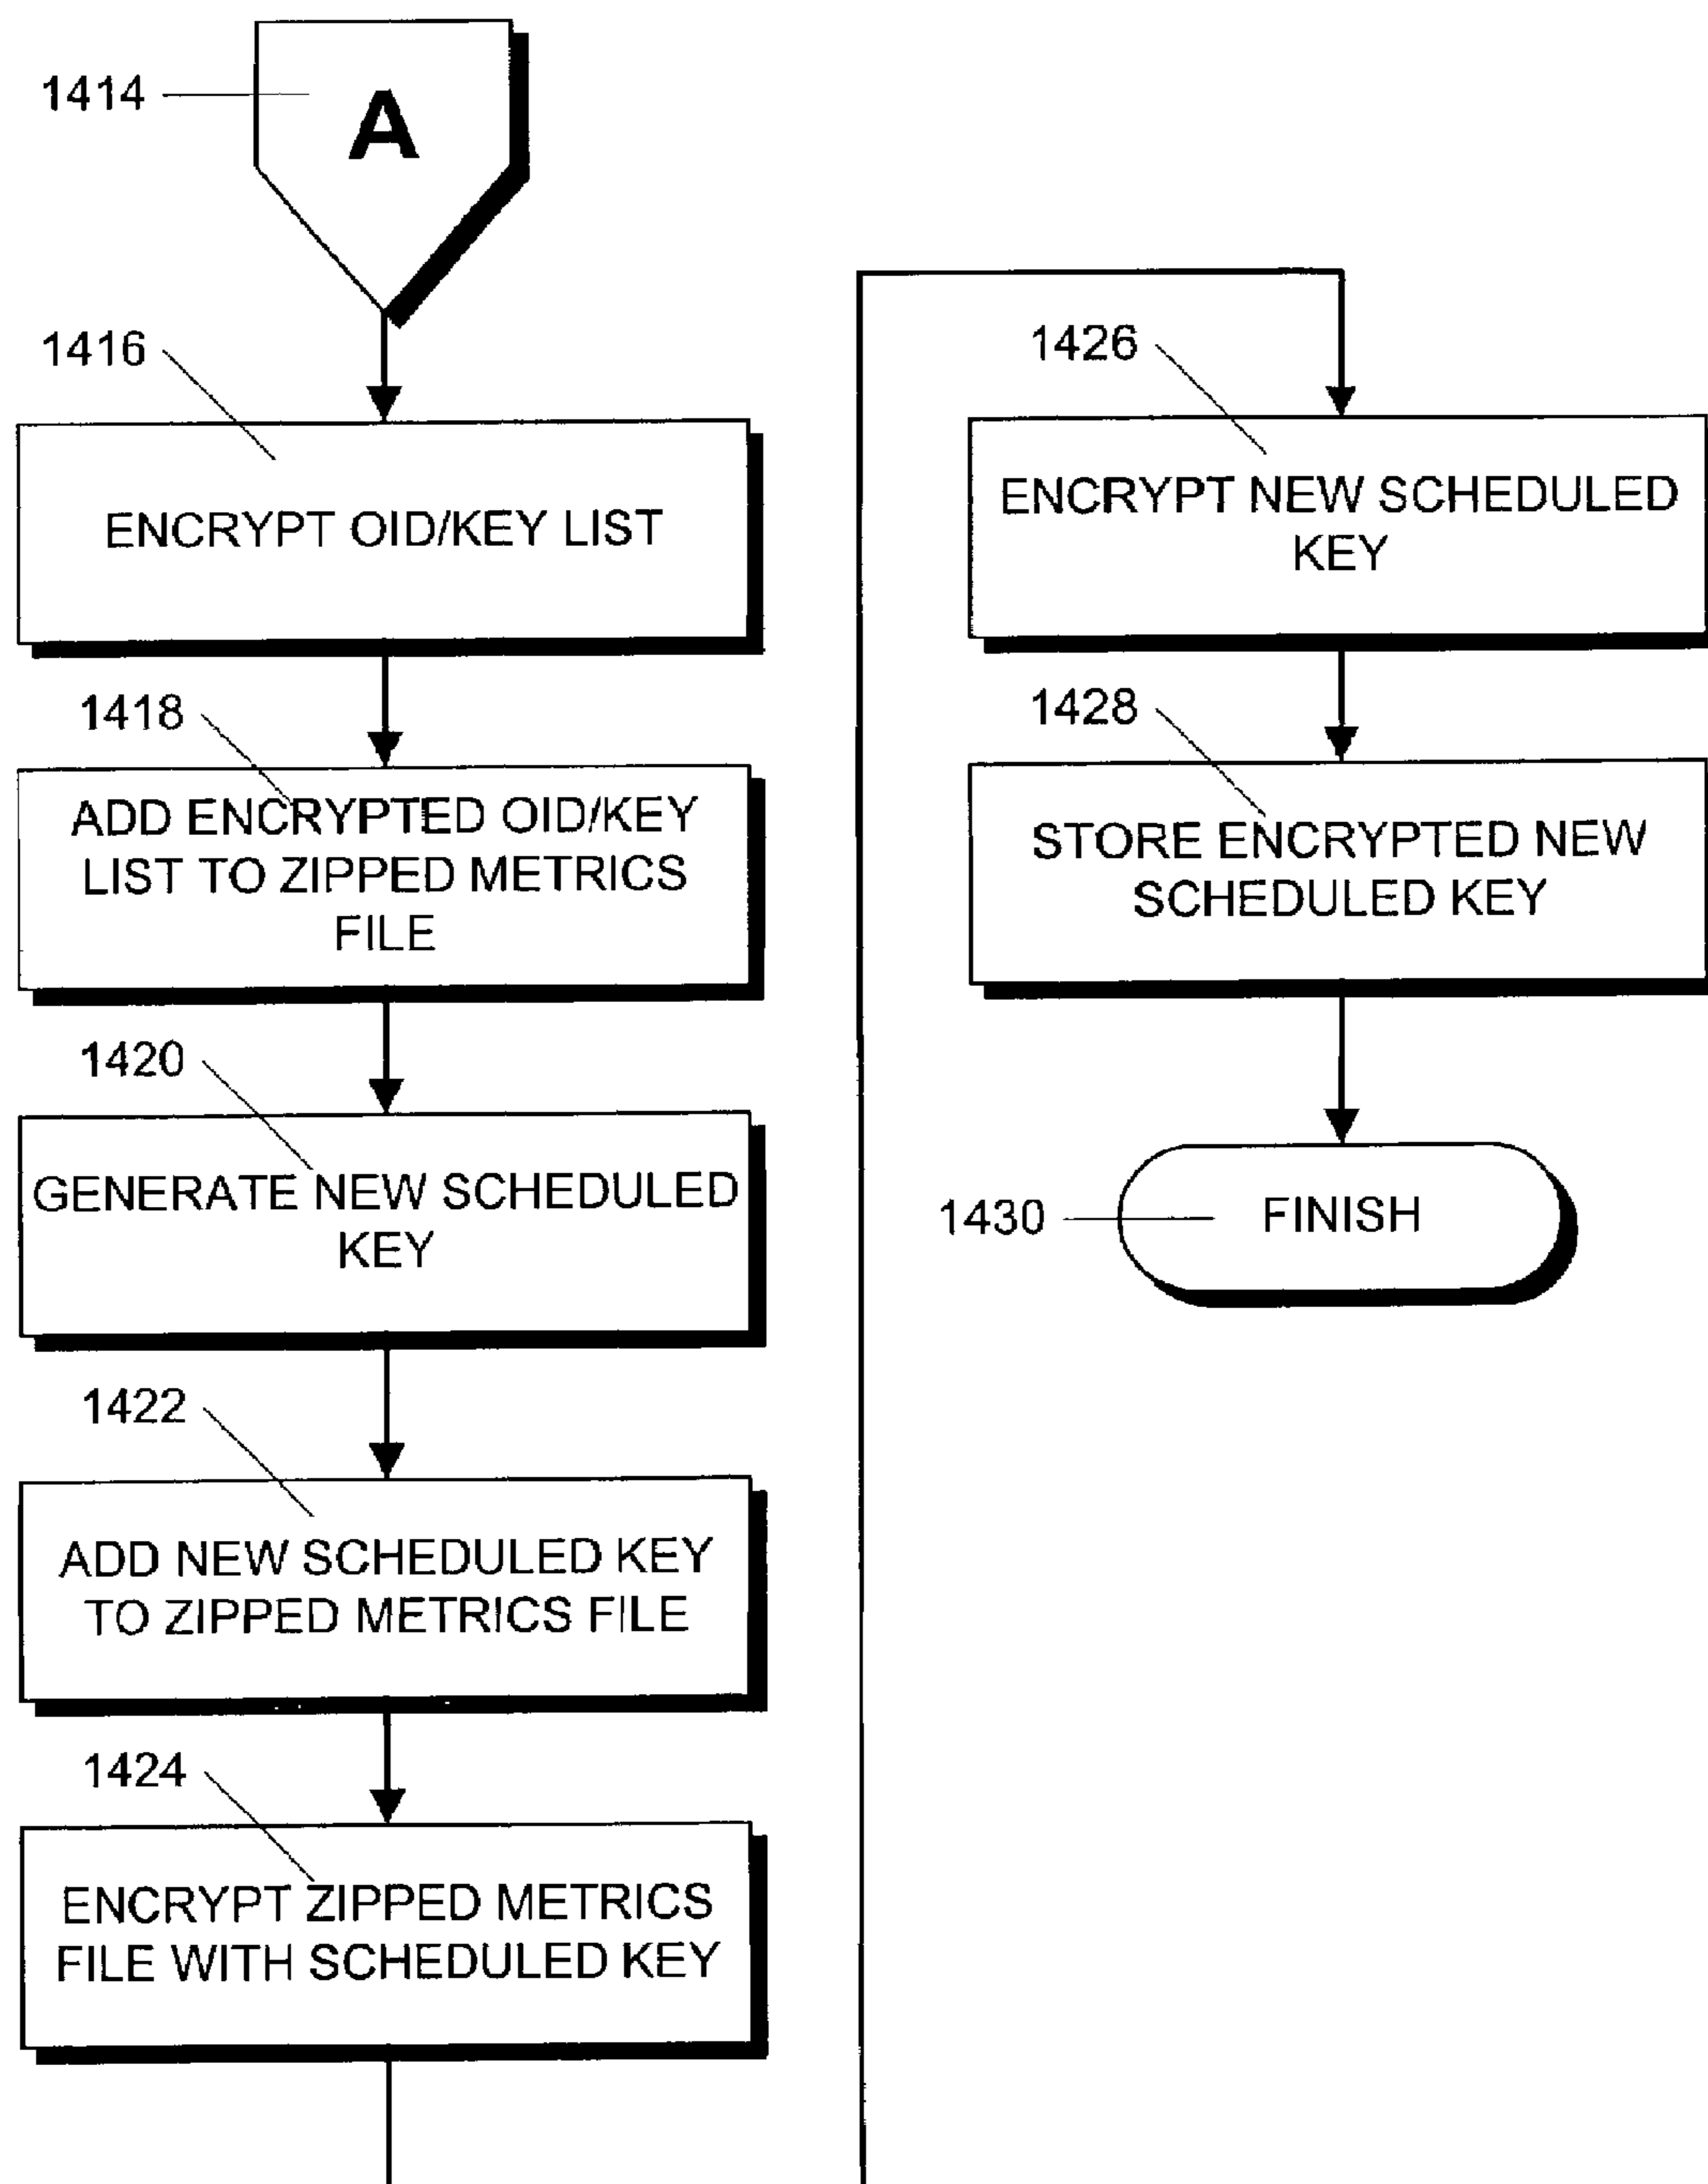 1414
A
1416
ENCRYPT OID/KEY LIST
1418
ADD ENCRYPTED OID/KEY
LIST TO ZIPPED METRICS
FILE
1420
GENERATE NEW SCHEDULED
KEY
1422
ADD NEW SCHEDULED KEY
TO ZIPPED METRICS FILE
1424
ENCRYPT ZIPPED METRICS
FILE WITH SCHEDULED KEY
1426
ENCRYPT NEW SCHEDULED
KEY
1428
STORE ENCRYPTED NEW
SCHEDULED KEY
1430
FINISH